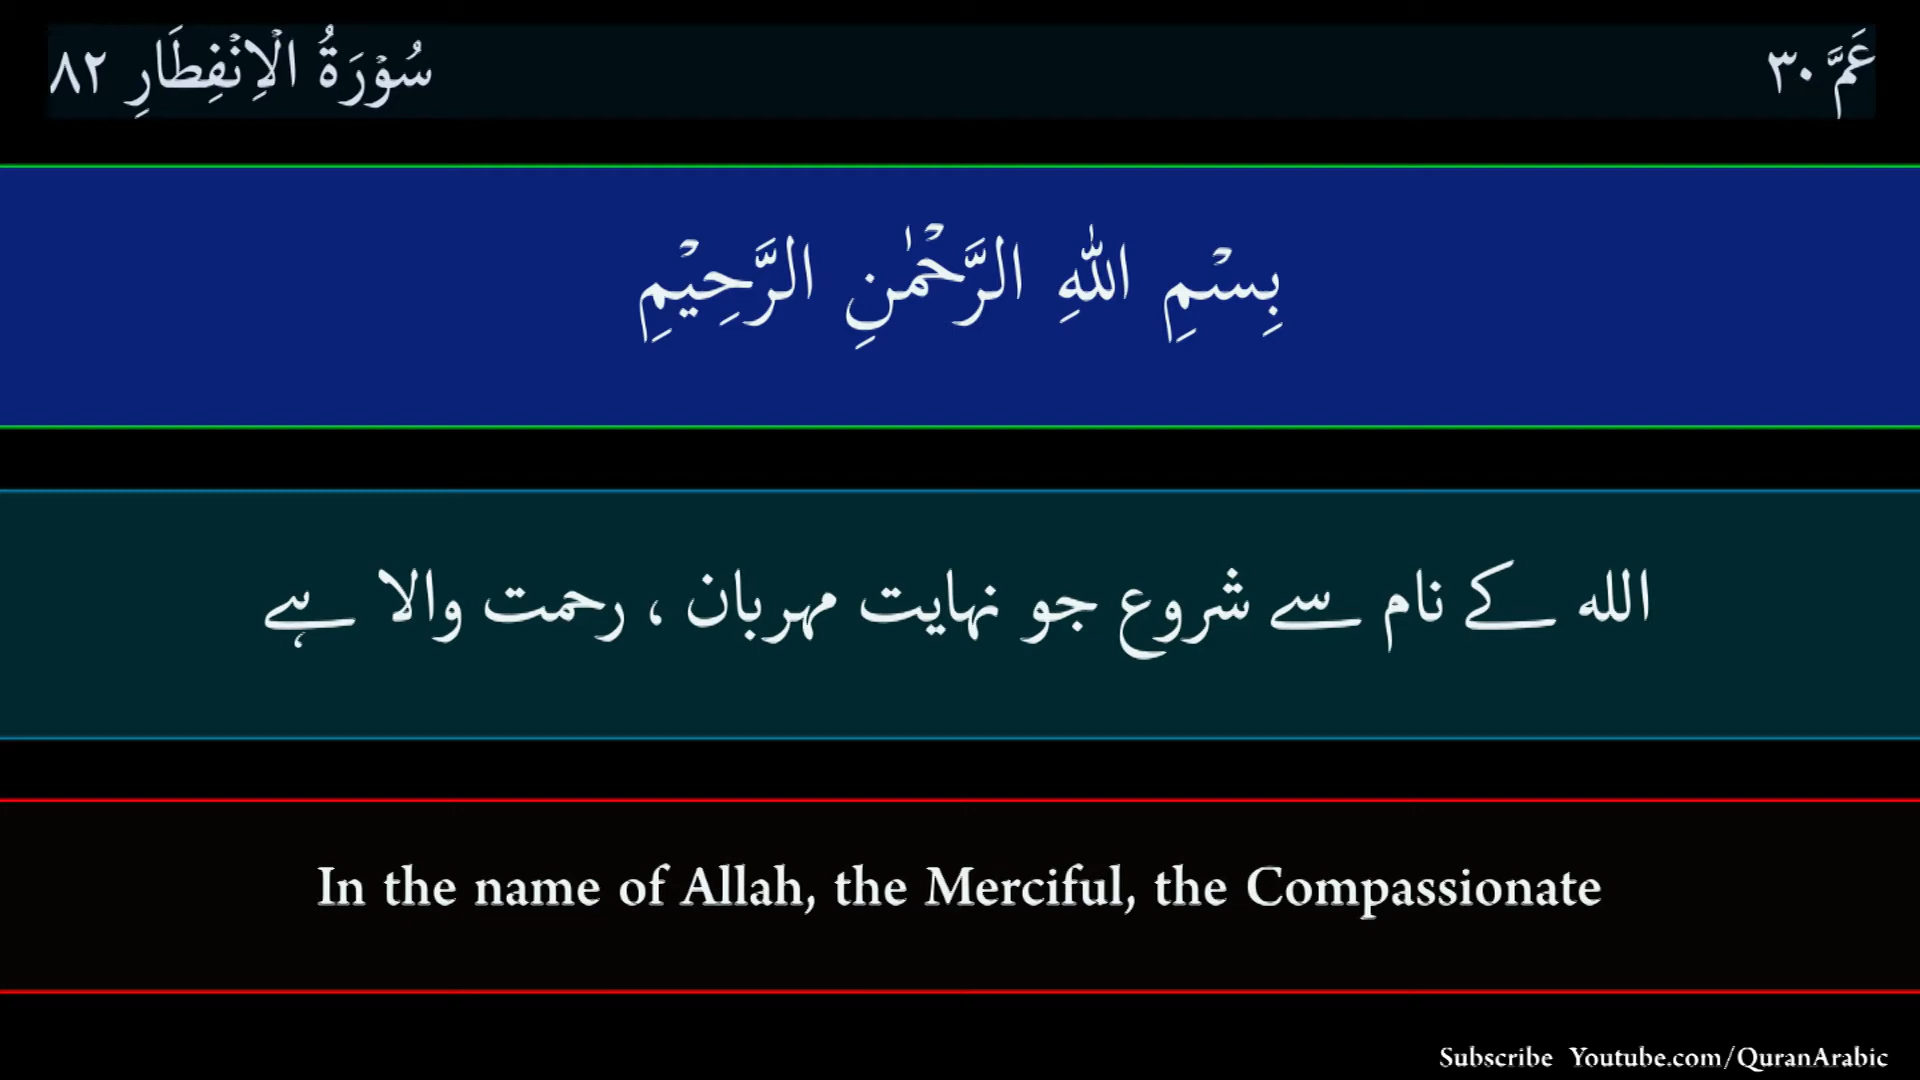 عَمَّ ٣٠
سُوْرَةُ الْاِنْفِطَارِ ٨٢
بِسْمِ اللّٰهِ الرَّحْمٰنِ الرَّحِيْمِ
الله کے نام سے شروع جو نہایت مہربان ، رحمت والا ہے
In the name of Allah, the Merciful, the Compassionate
Subscribe Youtube.com/QuranArabic